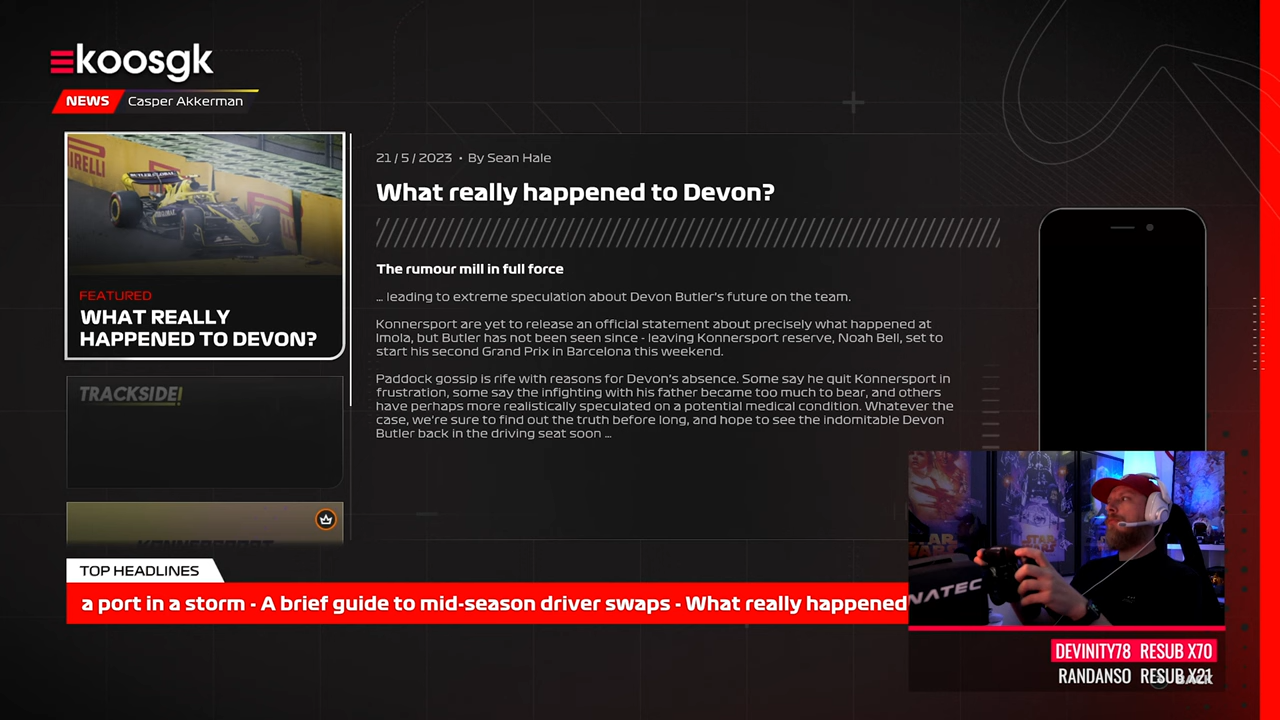 koosgk
NEWS Casper Akkerman
PIRELLI
FEATURED
WHAT REALLY
HAPPENED TO DEVON?
TRACKSIDE!
KONNERSPORT
21 / 5 / 2023 • By Sean Hale
What really happened to Devon?
The rumour mill in full force
... leading to extreme speculation about Devon Butler's future on the team.
Konnersport are yet to release an official statement about precisely what happened at
Imola, but Butler has not been seen since - leaving Konnersport reserve, Noah Bell, set to
start his second Grand Prix in Barcelona this weekend.
Paddock gossip is rife with reasons for Devon's absence. Some say he quit Konnersport in
frustration, some say the infighting with his father became too much to bear, and others
have perhaps more realistically speculated on a potential medical condition. Whatever the
case, we're sure to find out the truth before long, and hope to see the indomitable Devon
Butler back in the driving seat soon ...
TOP HEADLINES
a port in a storm - A brief guide to mid-season driver swaps - What really happened
STAR WARS
NATEC
DEVINITY78 RESUB X70
RANDANSO RESUB X21
BACK